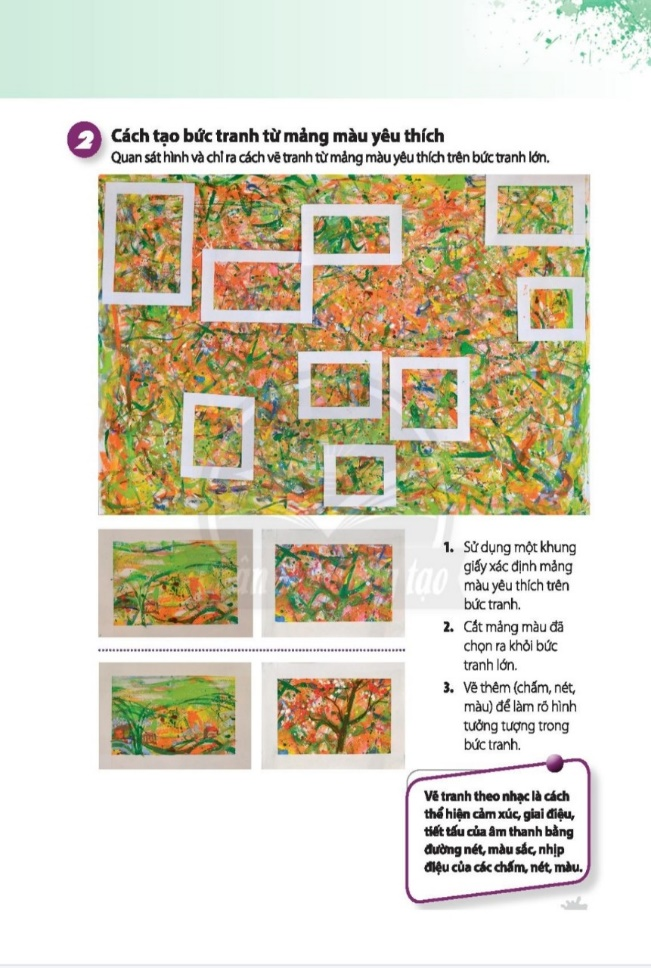 2 Cách tạo bức tranh từ mảng màu yêu thích
Quan sát hình và chỉ ra cách vẽ tranh từ mảng màu yêu thích trên bức tranh lớn.
1. Sử dụng một khung
giấy xác định mảng
màu yêu thích trên
bức tranh.
2. Cắt mảng màu đã
chọn ra khỏi bức
tranh lớn.
3. Vẽ thêm (chấm, nét,
màu) để làm rõ hình
tưởng tượng trong
bức tranh.
Vẽ tranh theo nhạc là cách
thể hiện cảm xúc, giai điệu,
tiết tấu của âm thanh bằng
đường nét, màu sắc, nhịp
điệu của các chấm, nét, màu.